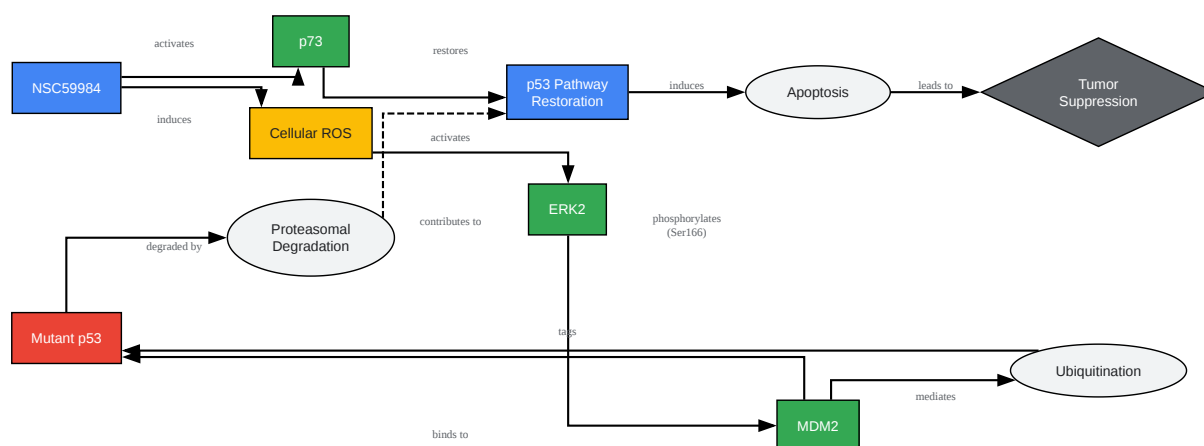 p73
activates
restores
NSC59984
p53 Pathway
Restoration
induces
Apoptosis
leads to
Tumor
Suppression
induces
Cellular ROS
activates
ERK2
contributes to
phosphorylates
(Ser166)
Proteasomal
Degradation
degraded by
Mutant p53
tags
Ubiquitination
mediates
MDM2
binds to